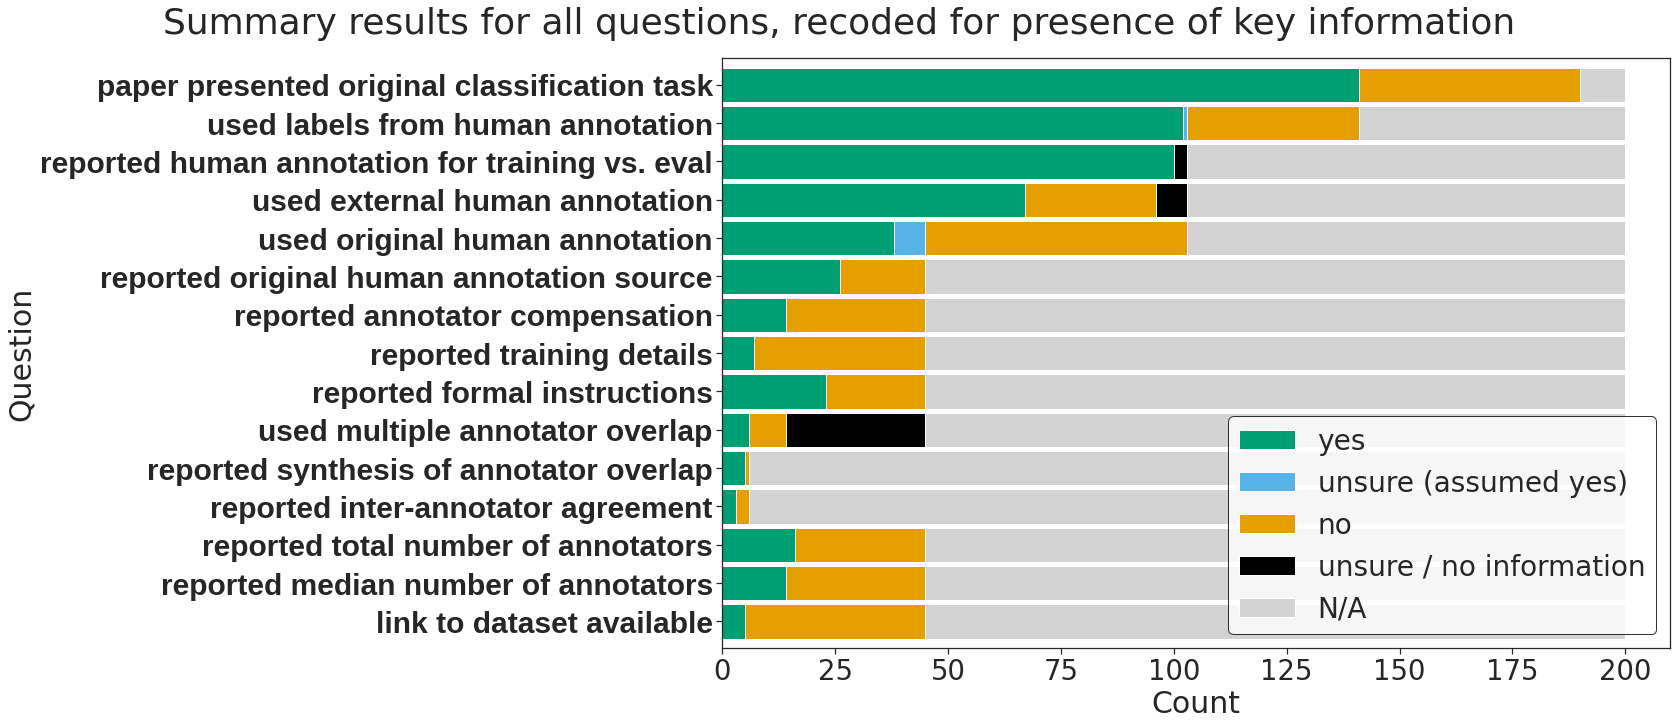 Summary results for all questions, recoded for presence of key information
paper presented original classification task
used labels from human annotation
reported human annotation for training vs. eval
used external human annotation
used original human annotation
reported original human annotation source
reported annotator compensation
reported training details
reported formal instructions
used multiple annotator overlap
reported synthesis of annotator overlap
reported inter-annotator agreement
reported total number of annotators
reported median number of annotators
link to dataset available
Question
yes
unsure (assumed yes)
no
unsure / no information
N/A
0 25 50 75 100 125 150 175 200
Count